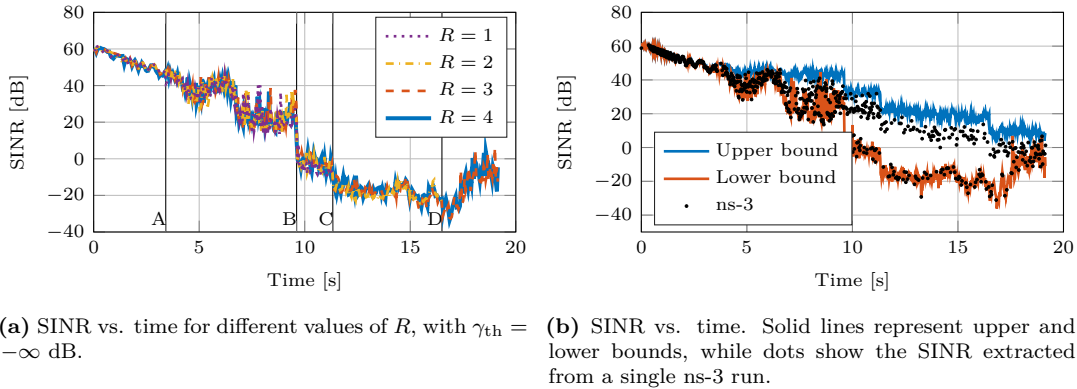 80
60
40
20
0
−20
−40
0
5
10
15
20
SINR [dB]
Time [s]
A
B
C
D
R = 1
R = 2
R = 3
R = 4
(a) SINR vs. time for different values of R, with γth =
−∞ dB.
80
60
40
20
0
−20
−40
0
5
10
15
20
SINR [dB]
Time [s]
Upper bound
Lower bound
ns-3
(b) SINR vs. time. Solid lines represent upper and
lower bounds, while dots show the SINR extracted
from a single ns-3 run.